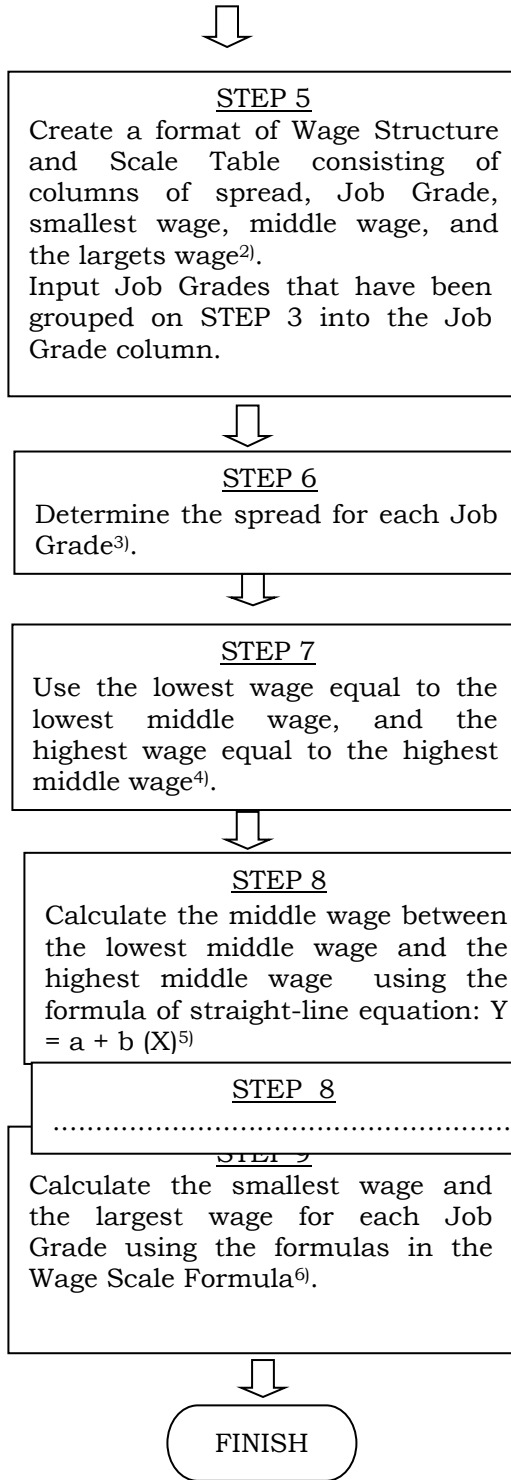 STEP 5
Create a format of Wage Structure
and Scale Table consisting of
columns of spread, Job Grade,
smallest wage, middle wage, and
the largets wage2).
Input Job Grades that have been
grouped on STEP 3 into the Job
Grade column.
STEP 6
Determine the spread for each Job
Grade3).
STEP 7
Use the lowest wage equal to the
lowest middle wage, and the
highest wage equal to the highest
middle wage4).
STEP 8
Calculate the middle wage between
the lowest middle wage and the
highest middle wage using the
formula of straight-line equation: Y
= a + b (X)5)
STEP 8
......................................................
STEP 9
Calculate the smallest wage and
the largest wage for each Job
Grade using the formulas in the
Wage Scale Formula6).
FINISH